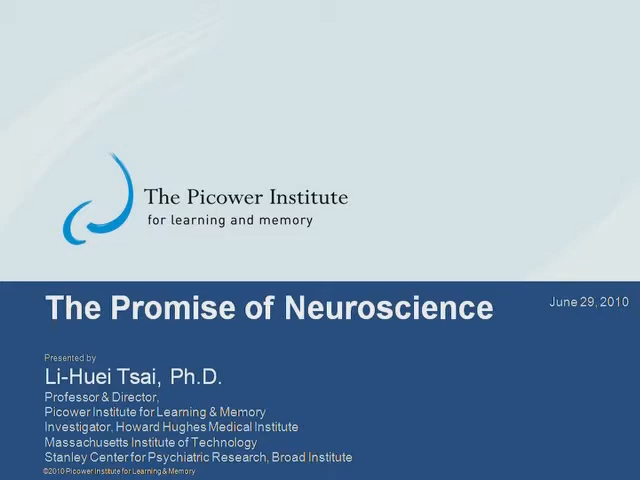 The Picower Institute
for learning and memory
The Promise of Neuroscience
June 29, 2010
Presented by
Li-Huei Tsai, Ph.D.
Professor & Director,
Picower Institute for Learning & Memory
Investigator, Howard Hughes Medical Institute
Massachusetts Institute of Technology
Stanley Center for Psychiatric Research, Broad Institute
©2010 Picower Institute for Learning & Memory